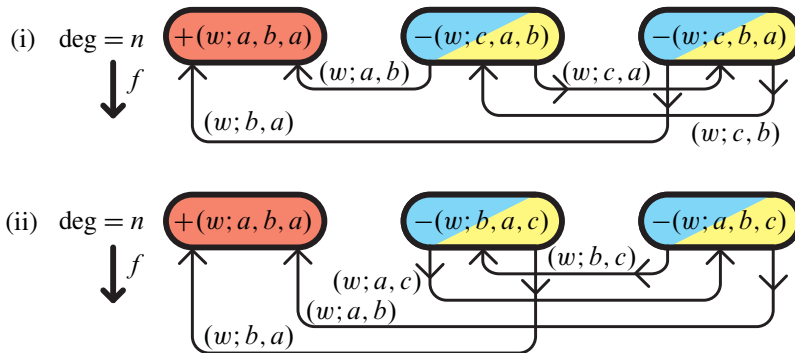 (i) deg = n +(w; a, b, a) −(w; c, a, b) −(w; c, b, a)
f (w; a, b) (w; c, a)
(w; b, a) (w; c, b)
(ii) deg = n +(w; a, b, a) −(w; b, a, c) −(w; a, b, c)
f (w; a, c) (w; b, c)
(w; a, b)
(w; b, a)